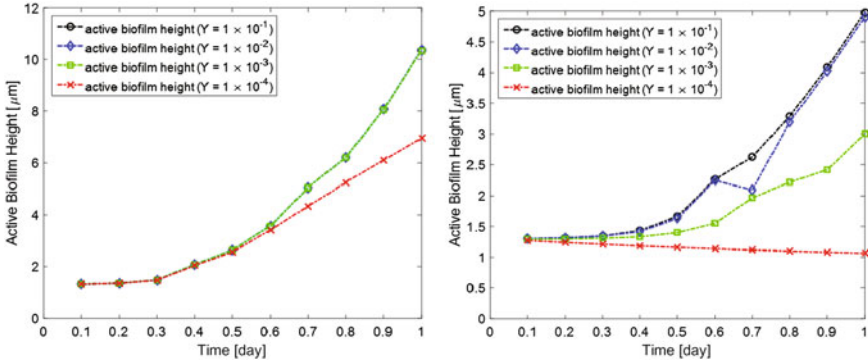 12
10
8
6
4
2
0
Active Biofilm Height [μm]
active biofilm height (Y = 1 × 10⁻¹)
active biofilm height (Y = 1 × 10⁻²)
active biofilm height (Y = 1 × 10⁻³)
active biofilm height (Y = 1 × 10⁻⁴)
0 0.1 0.2 0.3 0.4 0.5 0.6 0.7 0.8 0.9 1
Time [day]
5
4.5
4
3.5
3
2.5
2
1.5
1
0.5
0
Active Biofilm Height [μm]
active biofilm height (Y = 1 × 10⁻¹)
active biofilm height (Y = 1 × 10⁻²)
active biofilm height (Y = 1 × 10⁻³)
active biofilm height (Y = 1 × 10⁻⁴)
0 0.1 0.2 0.3 0.4 0.5 0.6 0.7 0.8 0.9 1
Time [day]